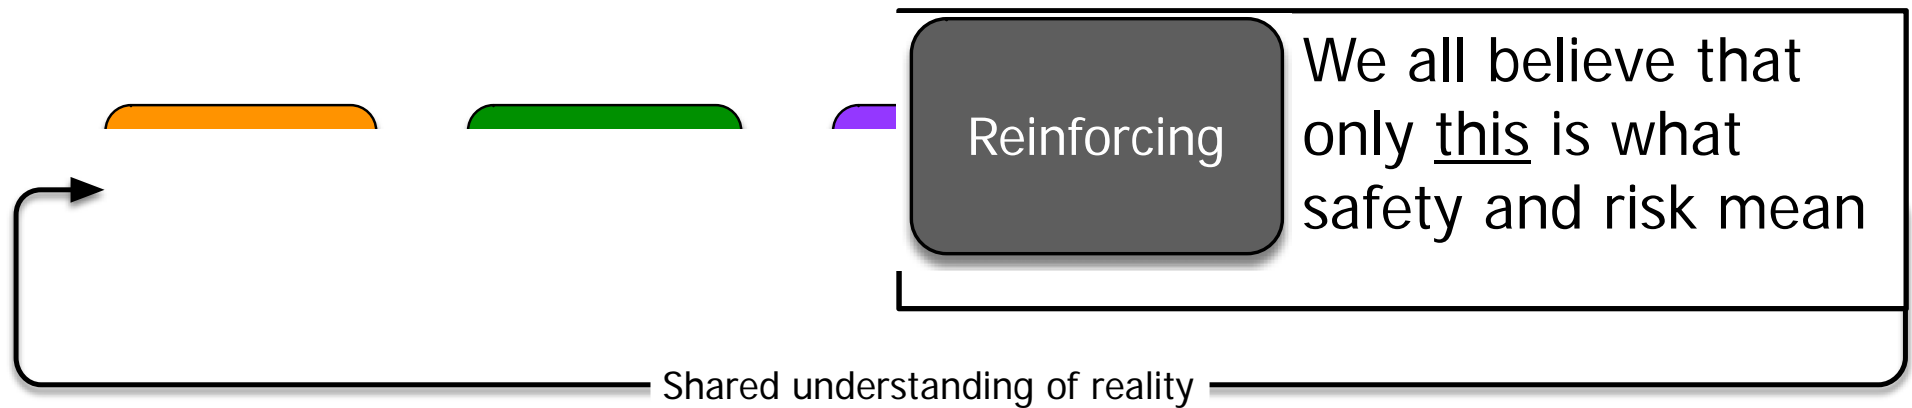 Reinforcing
We all believe that
only this is what
safety and risk mean
Shared understanding of reality